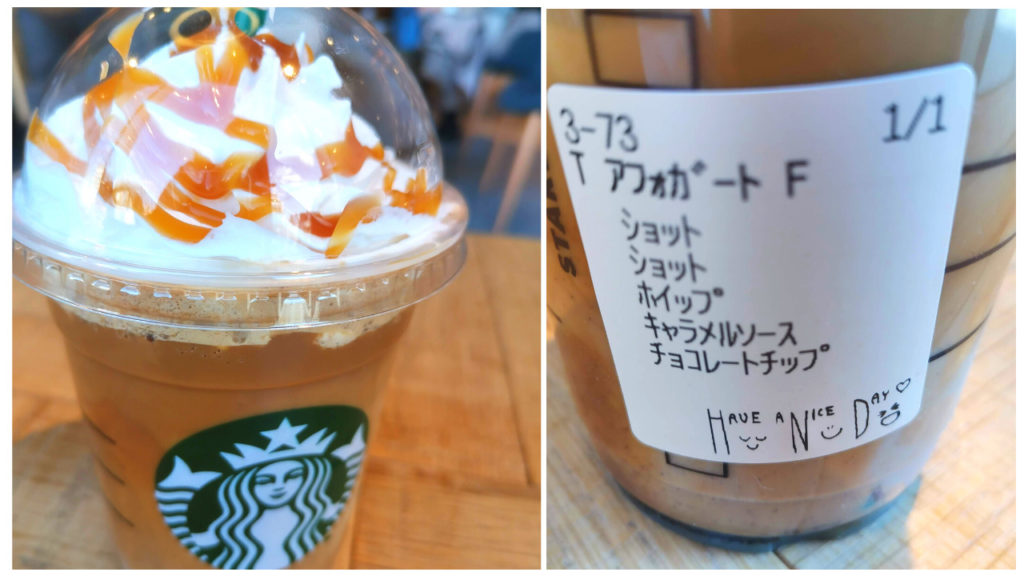 3-73 1/1
T アフォガート F
ショット
ショット
ホイップ
キャラメルソース
チョコレートチップ
HAVE A NICE DAY